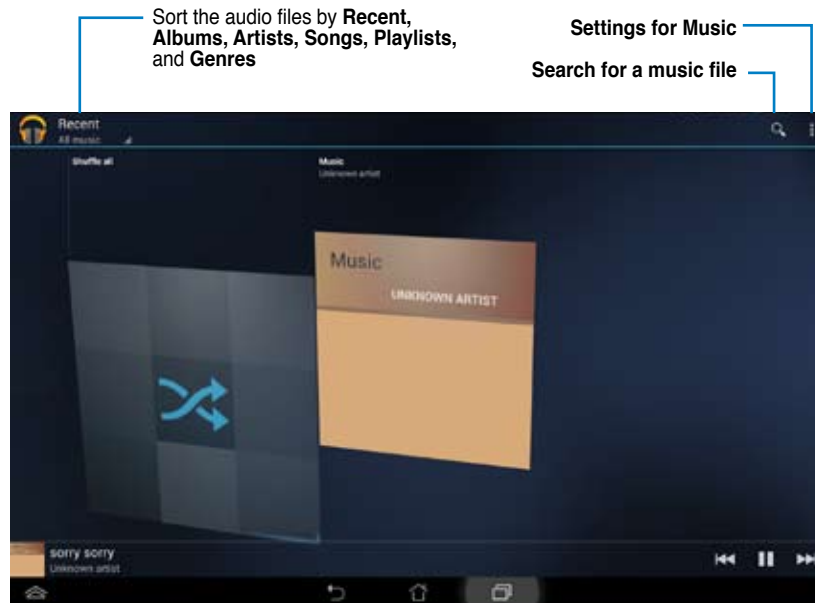 Sort the audio files by Recent,
Albums, Artists, Songs, Playlists,
and Genres
Settings for Music
Search for a music file
Recent
All music
Shuffle all
Music
Unknown artist
Music
UNKNOWN ARTIST
sorry sorry
Unknown artist